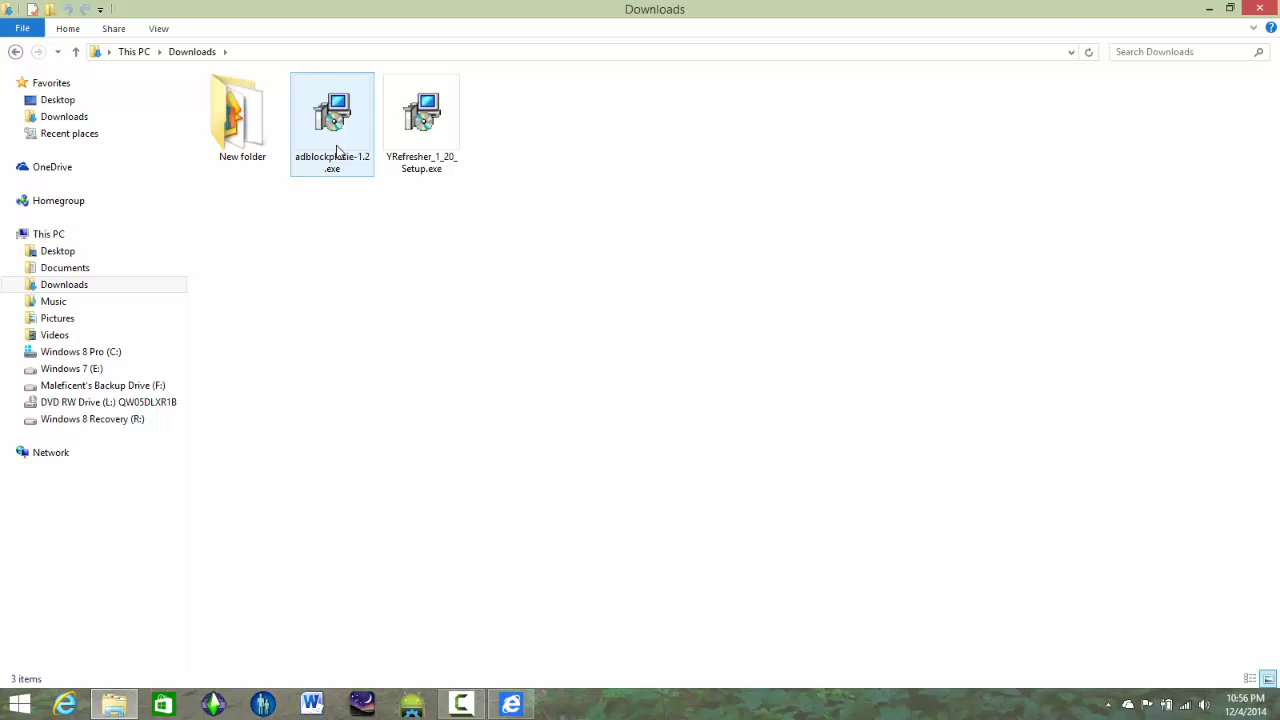 Downloads
File Home Share View
This PC Downloads
Search Downloads
Favorites
Desktop
Downloads
Recent places
OneDrive
Homegroup
This PC
Desktop
Documents
Downloads
Music
Pictures
Videos
Windows 8 Pro (C:)
Windows 7 (E:)
Maleficent's Backup Drive (F:)
DVD RW Drive (L:) QW05DLXR1B
Windows 8 Recovery (R:)
Network
New folder
.exe
YRefresher_1_20_
Setup.exe
3 items
10:56 PM
12/4/2014